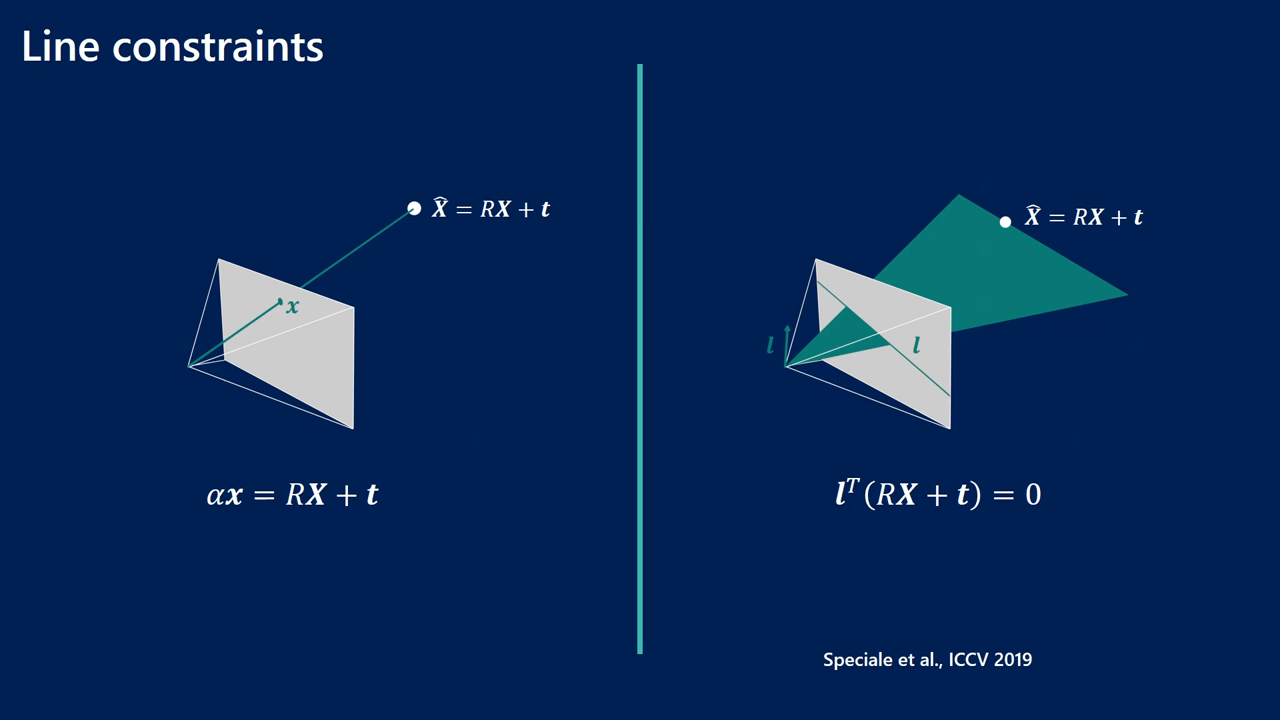 Line constraints
X̂ = RX + t
x
αx = RX + t
X̂ = RX + t
l
l
lᵀ(RX + t) = 0
Speciale et al., ICCV 2019